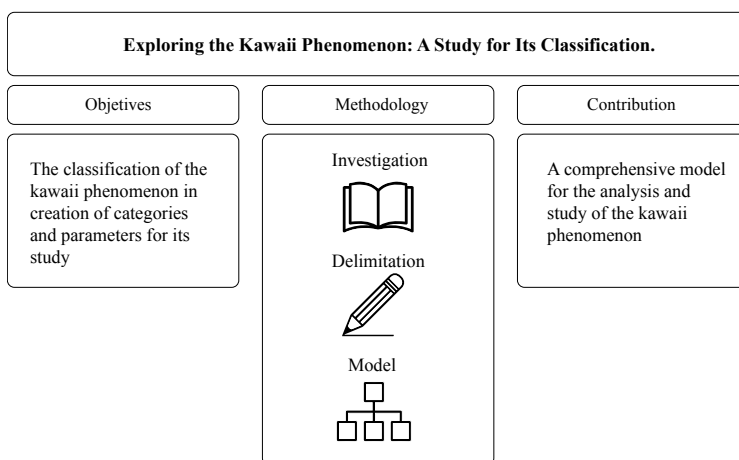 Exploring the Kawaii Phenomenon: A Study for Its Classification.
Objetives
Methodology
Contribution
The classification of the
kawaii phenomenon in
creation of categories
and parameters for its
study
Investigation
Delimitation
Model
A comprehensive model
for the analysis and
study of the kawaii
phenomenon